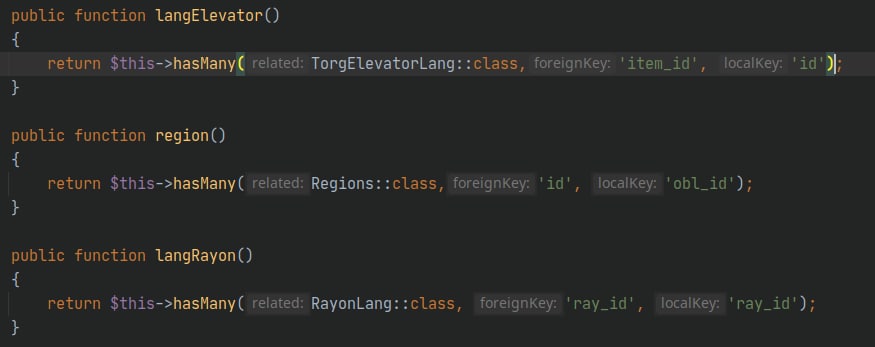 public function langElevator()
{
return $this->hasMany( related: TorgElevatorLang::class, foreignKey: 'item_id', localKey: 'id');
}
public function region()
{
return $this->hasMany( related: Regions::class, foreignKey: 'id', localKey: 'obl_id');
}
public function langRayon()
{
return $this->hasMany( related: RayonLang::class, foreignKey: 'ray_id', localKey: 'ray_id');
}